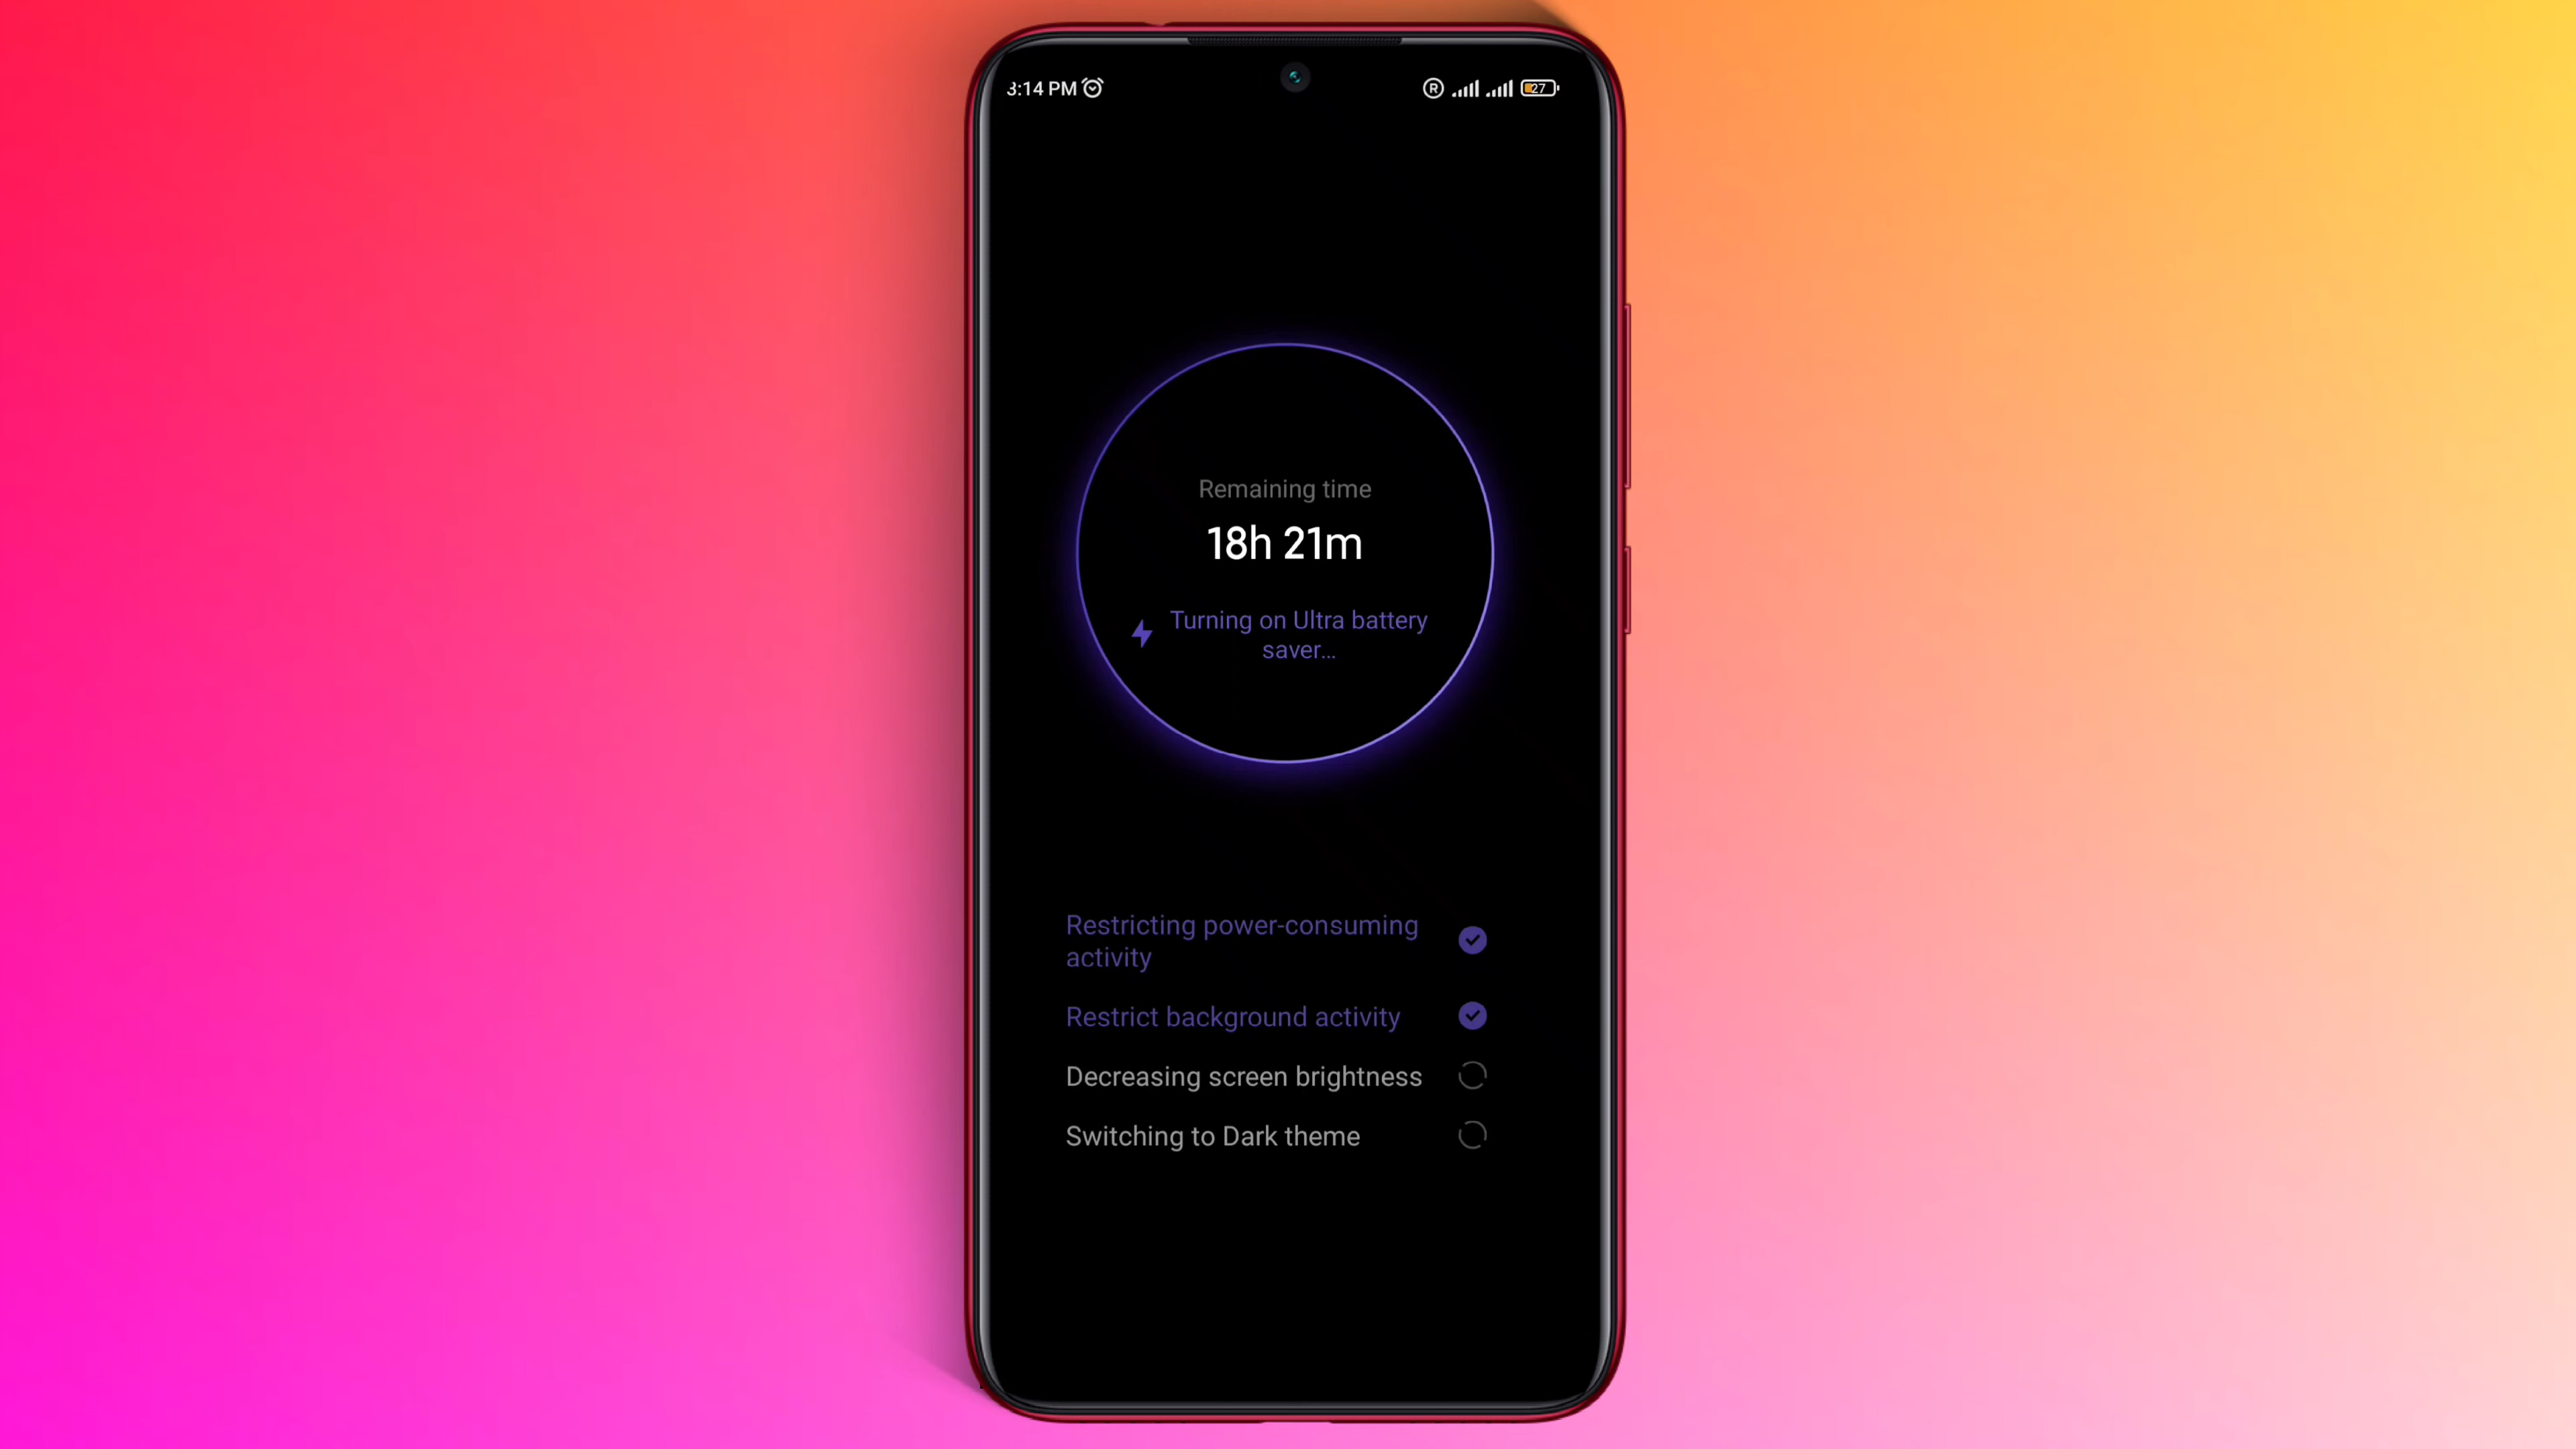 3:14 PM
R
27
Remaining time
18h 21m
Turning on Ultra battery
saver...
Restricting power-consuming
activity
Restrict background activity
Decreasing screen brightness
Switching to Dark theme